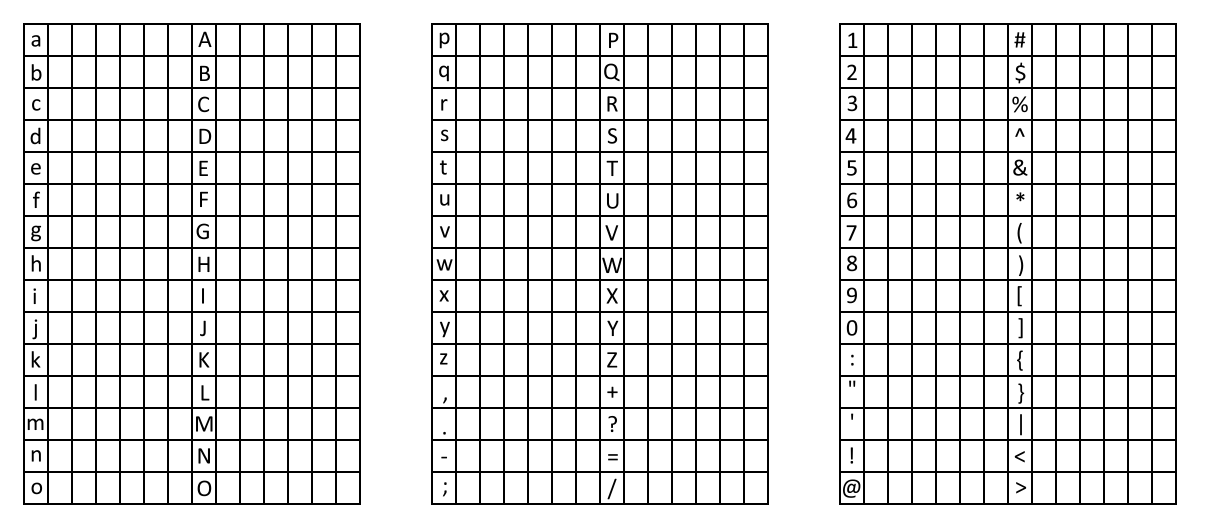 a A p P 1 #
b B q Q 2 $
c C r R 3 %
d D s S 4 ^
e E t T 5 &
f F u U 6 *
g G v V 7 (
h H w W 8 )
i I x X 9 [
j J y Y 0 ]
k K z Z : {
l L , + " }
m M . ? ' |
n N - = ! <
o O ; / @ >